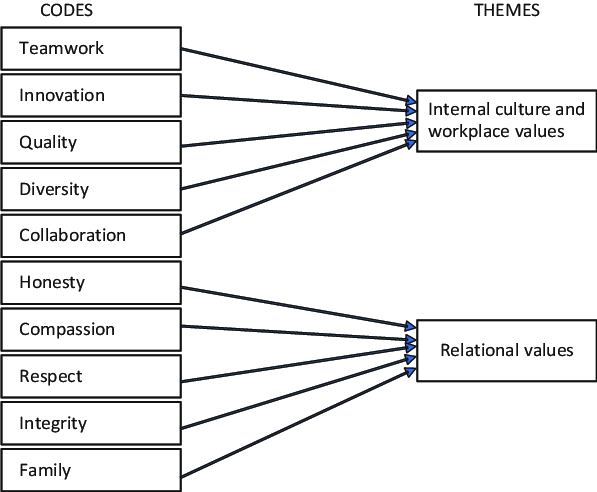 CODES
THEMES
Teamwork
Innovation
Quality
Diversity
Collaboration
Honesty
Compassion
Respect
Integrity
Family
Internal culture and
workplace values
Relational values